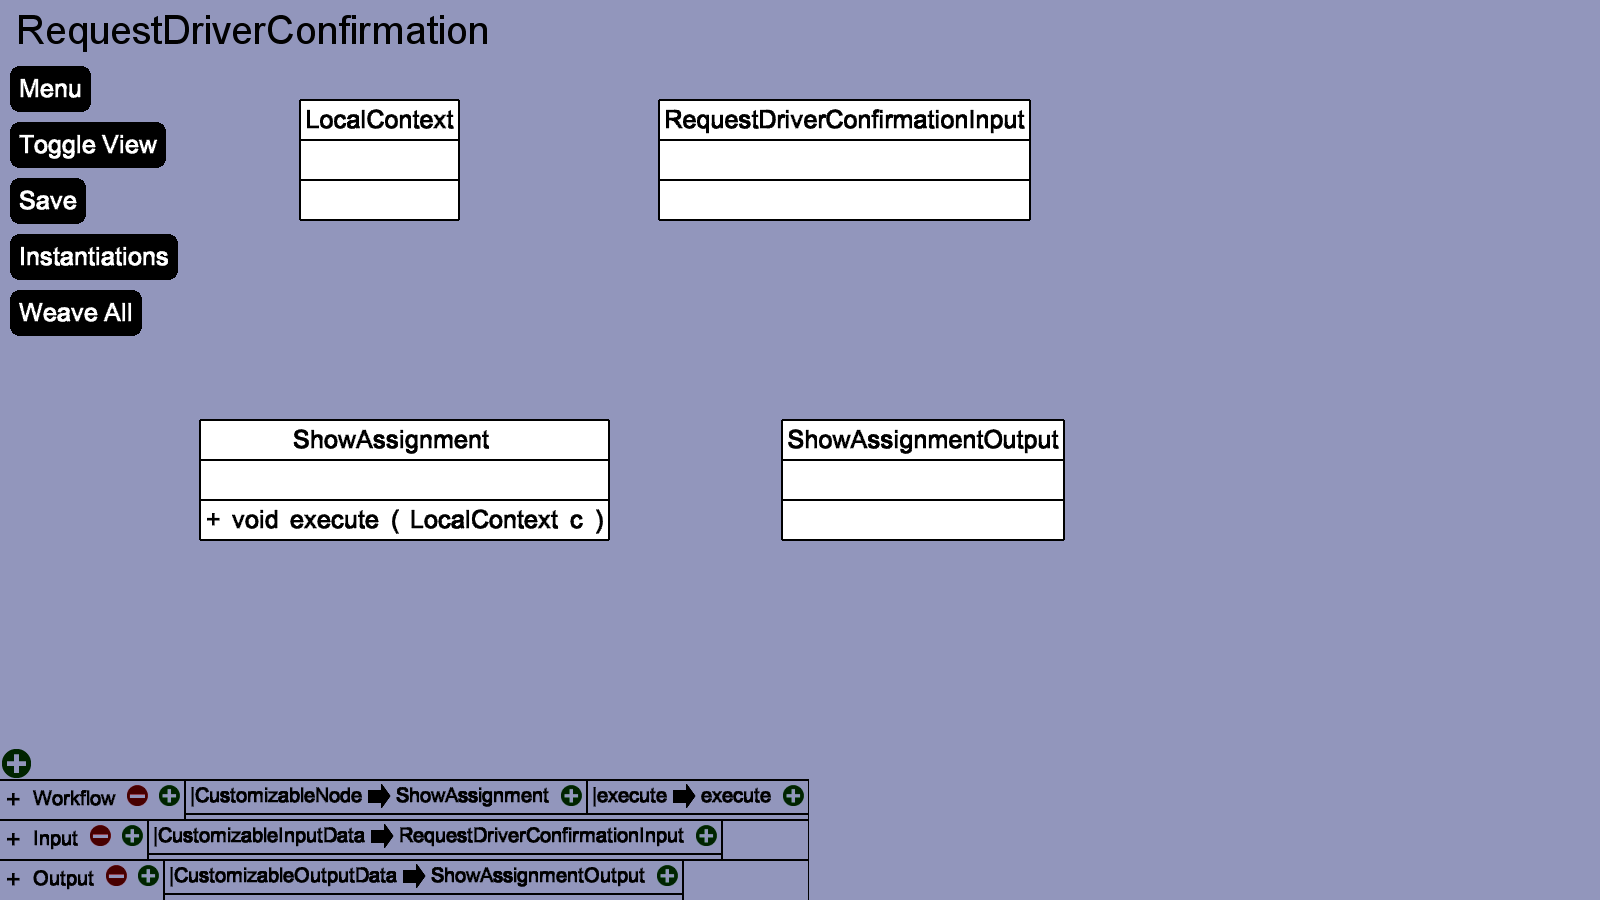 RequestDriverConfirmation
Menu
Toggle View
Save
Instantiations
Weave All
LocalContext
RequestDriverConfirmationInput
ShowAssignment
+ void execute ( LocalContext c )
ShowAssignmentOutput
+ Workflow |CustomizableNode ShowAssignment |execute execute
+ Input |CustomizableInputData RequestDriverConfirmationInput
+ Output |CustomizableOutputData ShowAssignmentOutput